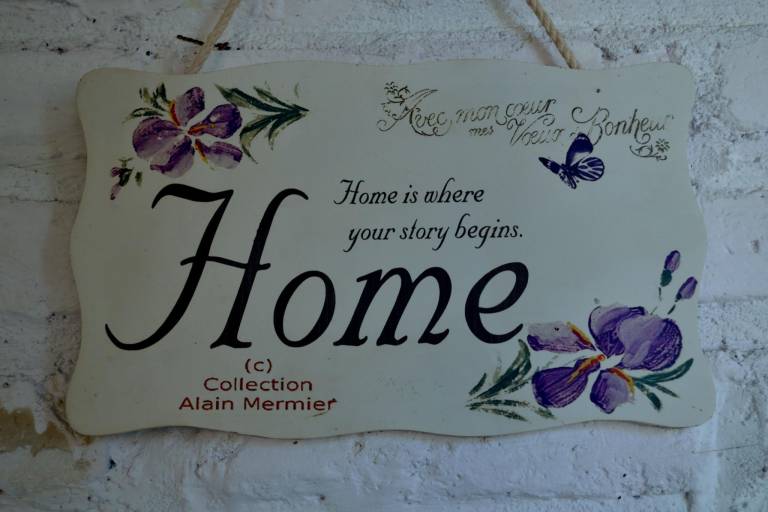 Avec mon cœur
mes Vœux Bonheur
Home is where
your story begins.
Home
(c)
Collection
Alain Mermier